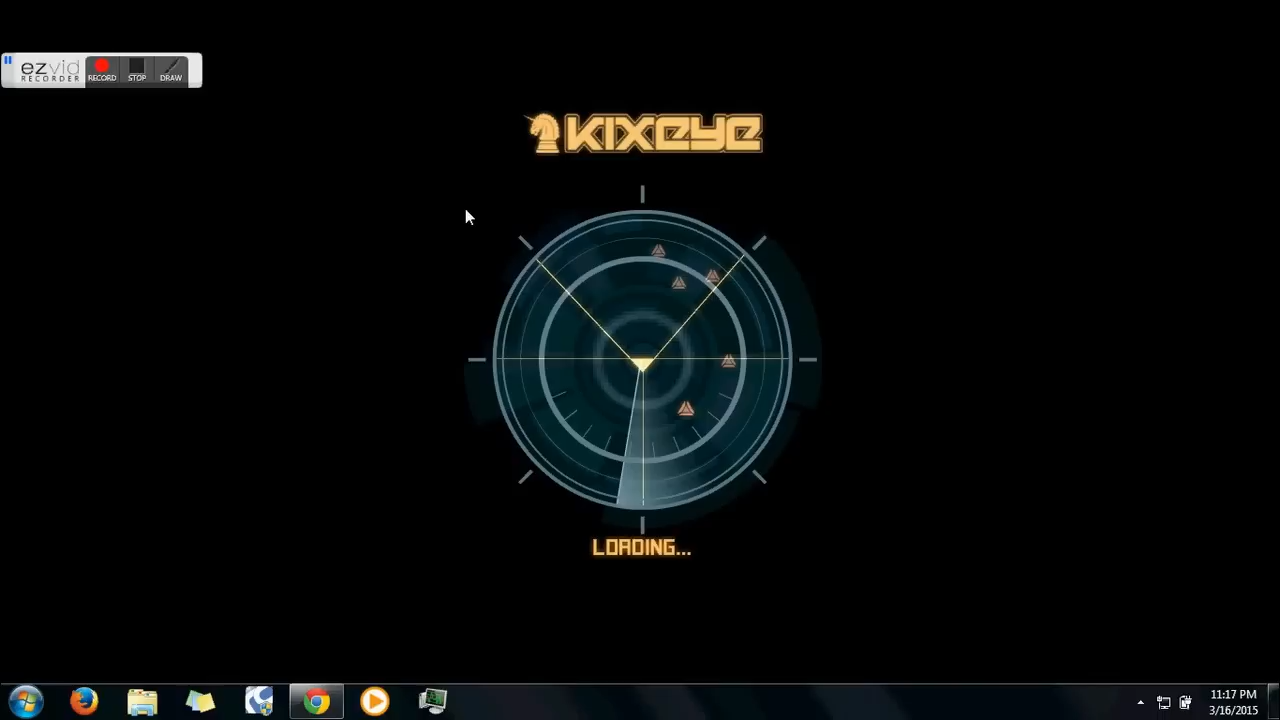 ezvid
RECORDER
RECORD
STOP
DRAW
KIXEYE
LOADING...
11:17 PM
3/16/2015